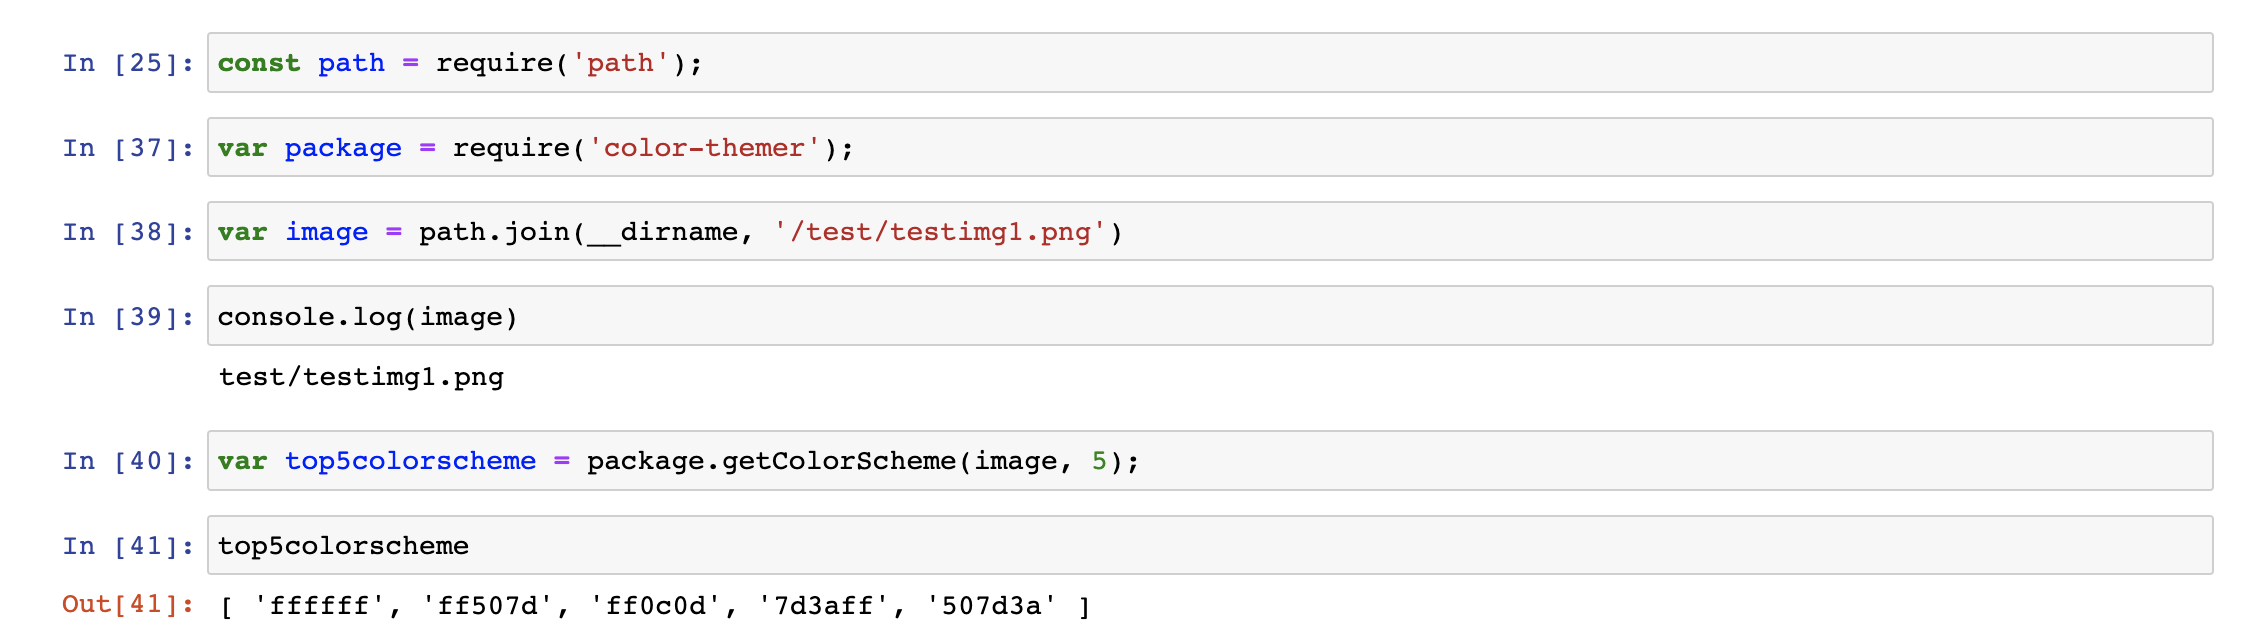 In [25]: const path = require('path');
In [37]: var package = require('color-themer');
In [38]: var image = path.join(__dirname, '/test/testimg1.png')
In [39]: console.log(image)
test/testimg1.png
In [40]: var top5colorscheme = package.getColorScheme(image, 5);
In [41]: top5colorscheme
Out[41]: [ 'ffffff', 'ff507d', 'ff0c0d', '7d3aff', '507d3a' ]